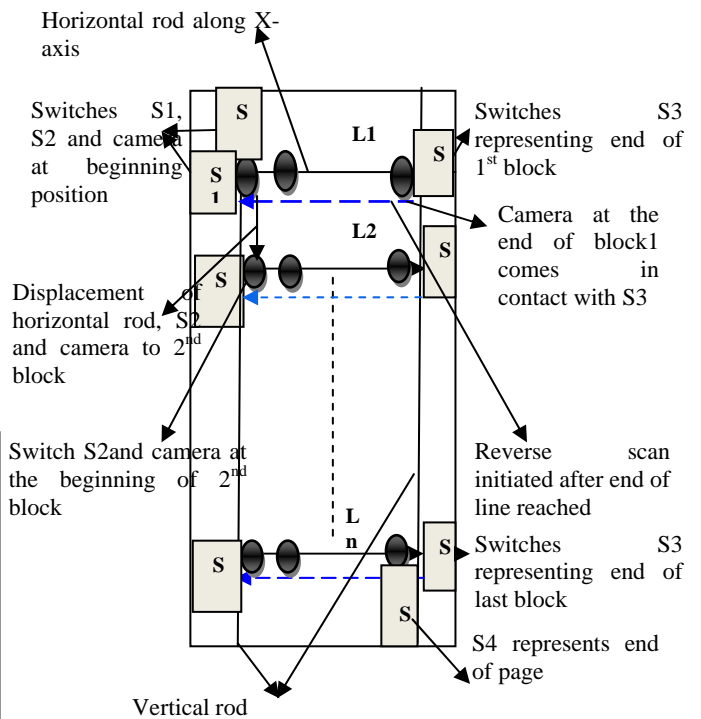 Horizontal rod along X-
axis
Switches S1,
S2 and camera
at beginning
position
S
L1
S
1
S
Switches S3
representing end of
1st block
Camera at the
end of block1
comes in
contact with S3
L2
S
S
Displacement of
horizontal rod, S2
and camera to 2nd
block
Switch S2and camera at
the beginning of 2nd
block
Reverse scan
initiated after end of
line reached
L
n
S
S
S
Switches S3
representing end of
last block
S4 represents end
of page
Vertical rod